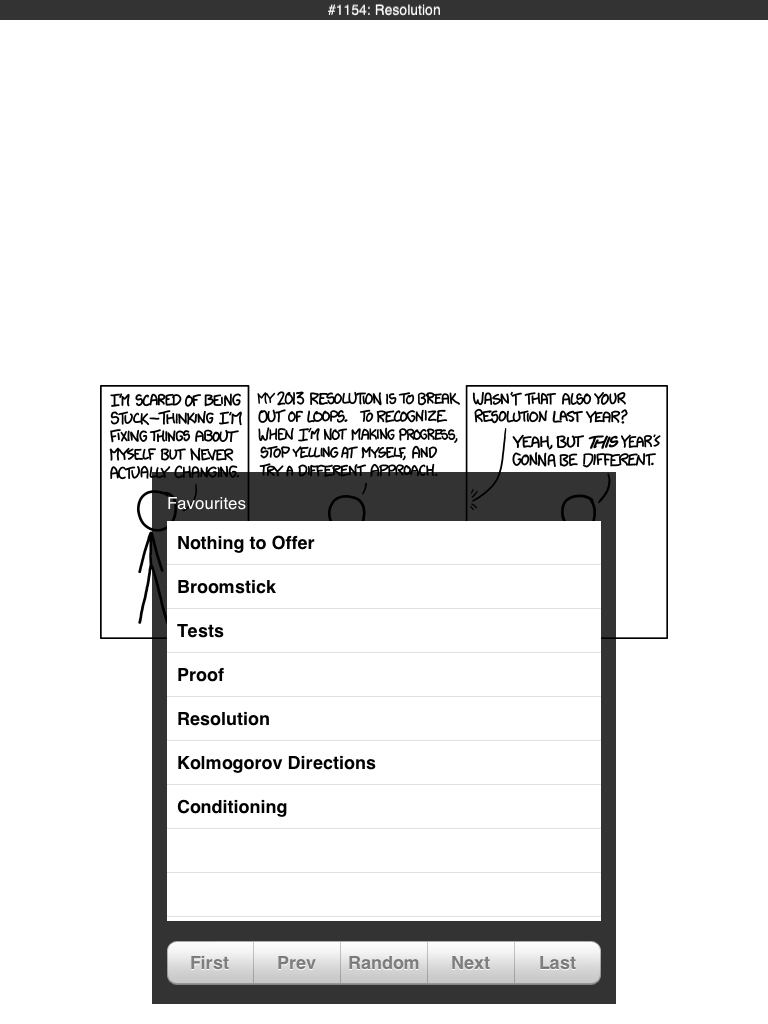 #1154: Resolution
I'M SCARED OF BEING
STUCK—THINKING I'M
FIXING THINGS ABOUT
MYSELF BUT NEVER
ACTUALLY CHANGING.
MY 2013 RESOLUTION IS TO BREAK
OUT OF LOOPS. TO RECOGNIZE
WHEN I'M NOT MAKING PROGRESS,
STOP YELLING AT MYSELF, AND
TRY A DIFFERENT APPROACH.
WASN'T THAT ALSO YOUR
RESOLUTION LAST YEAR?
YEAH, BUT THIS YEAR'S
GONNA BE DIFFERENT.
Favourites
Nothing to Offer
Broomstick
Tests
Proof
Resolution
Kolmogorov Directions
Conditioning
First Prev Random Next Last